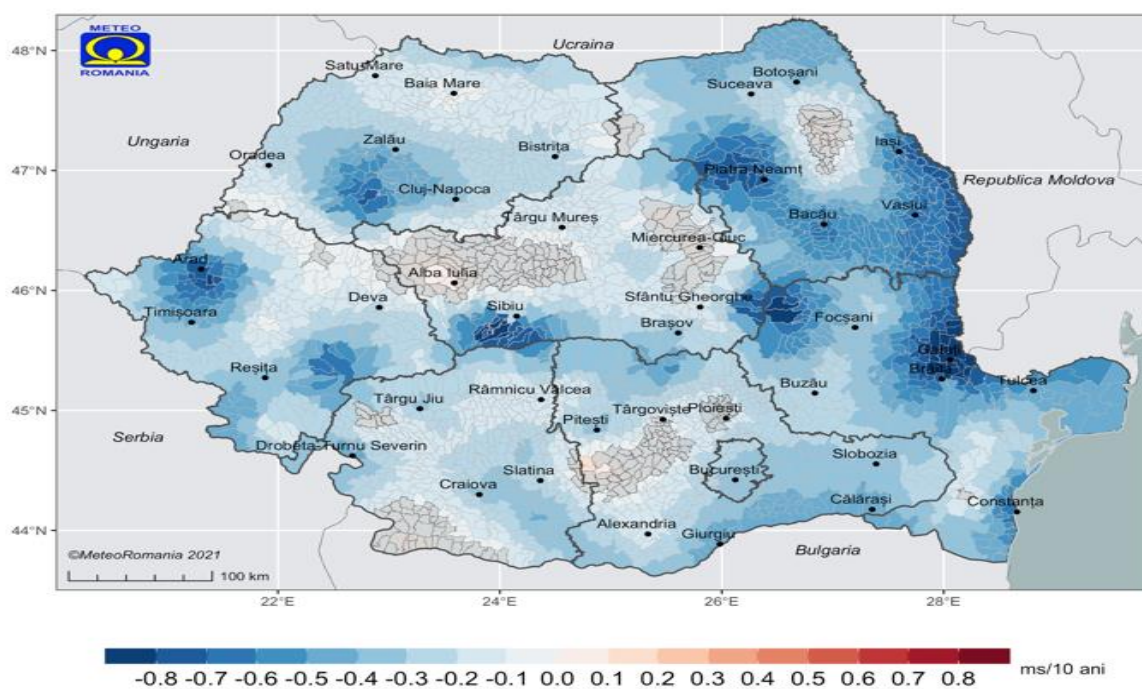 METEO
ROMANIA
48°N
47°N
46°N
45°N
44°N
Ucraina
Ungaria
Republica Moldova
Serbia
Bulgaria
Satu Mare
Baia Mare
Botoșani
Suceava
Zalău
Bistrița
Iași
Oradea
Cluj-Napoca
Piatra-Neamț
Târgu Mureș
Bacău
Vaslui
Miercurea-Ciuc
Arad
Alba Iulia
Deva
Sibiu
Sfântu Gheorghe
Timișoara
Brașov
Focșani
Galați
Reșița
Brăila
Tulcea
Râmnicu Vâlcea
Buzău
Târgu Jiu
Pitești
Târgoviște
Ploiești
Drobeta-Turnu Severin
Slatina
București
Slobozia
Craiova
Călărași
Constanța
Alexandria
Giurgiu
©MeteoRomania 2021
100 km
22°E
24°E
26°E
28°E
-0.8 -0.7 -0.6 -0.5 -0.4 -0.3 -0.2 -0.1 0.0 0.1 0.2 0.3 0.4 0.5 0.6 0.7 0.8
ms/10 ani